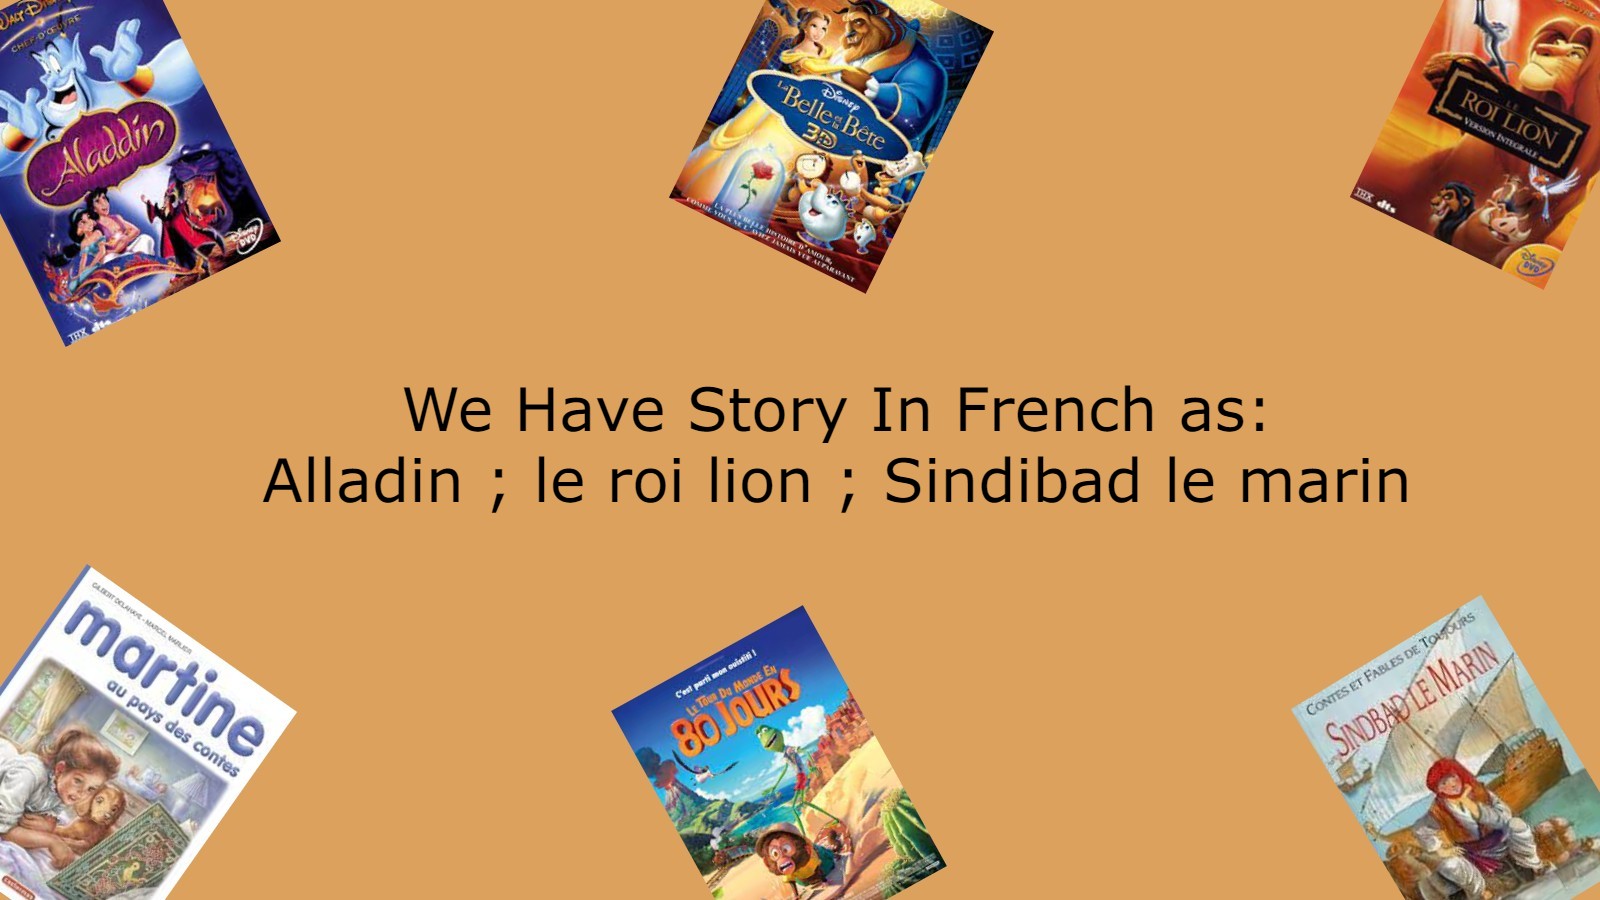 WALT DISNEY
CHEF-D'ŒUVRE
Aladdin
Disney
DVD
THX dts
Disney
La Belle et la Bête
3D
LA PLUS BELLE HISTOIRE D'AMOUR,
COMME VOUS NE L'AVEZ JAMAIS VUE AUPARAVANT
LE
ROI LION
VERSION INTEGRALE
THX dts
Disney
DVD
We Have Story In French as:
Alladin ; le roi lion ; Sindibad le marin
GILBERT DELAHAYE - MARCEL MARLIER
martine
au pays des contes
casterman
C'est parti mon ouistiti !
LE TOUR DU MONDE EN
80 JOURS
CONTES ET FABLES DE TOUJOURS
SINDBAD LE MARIN